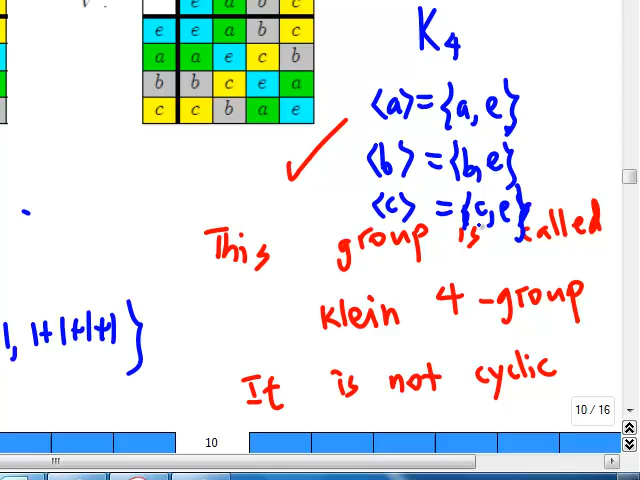 V
e a b c
e e a b c
a a e c b
b b c e a
c c b a e
K4
⟨a⟩={a,e}
⟨b⟩={b,e}
⟨c⟩={c,e}
This group is called
Klein 4-group
1, 1+1+1+1}
It is not cyclic
10 / 16
10